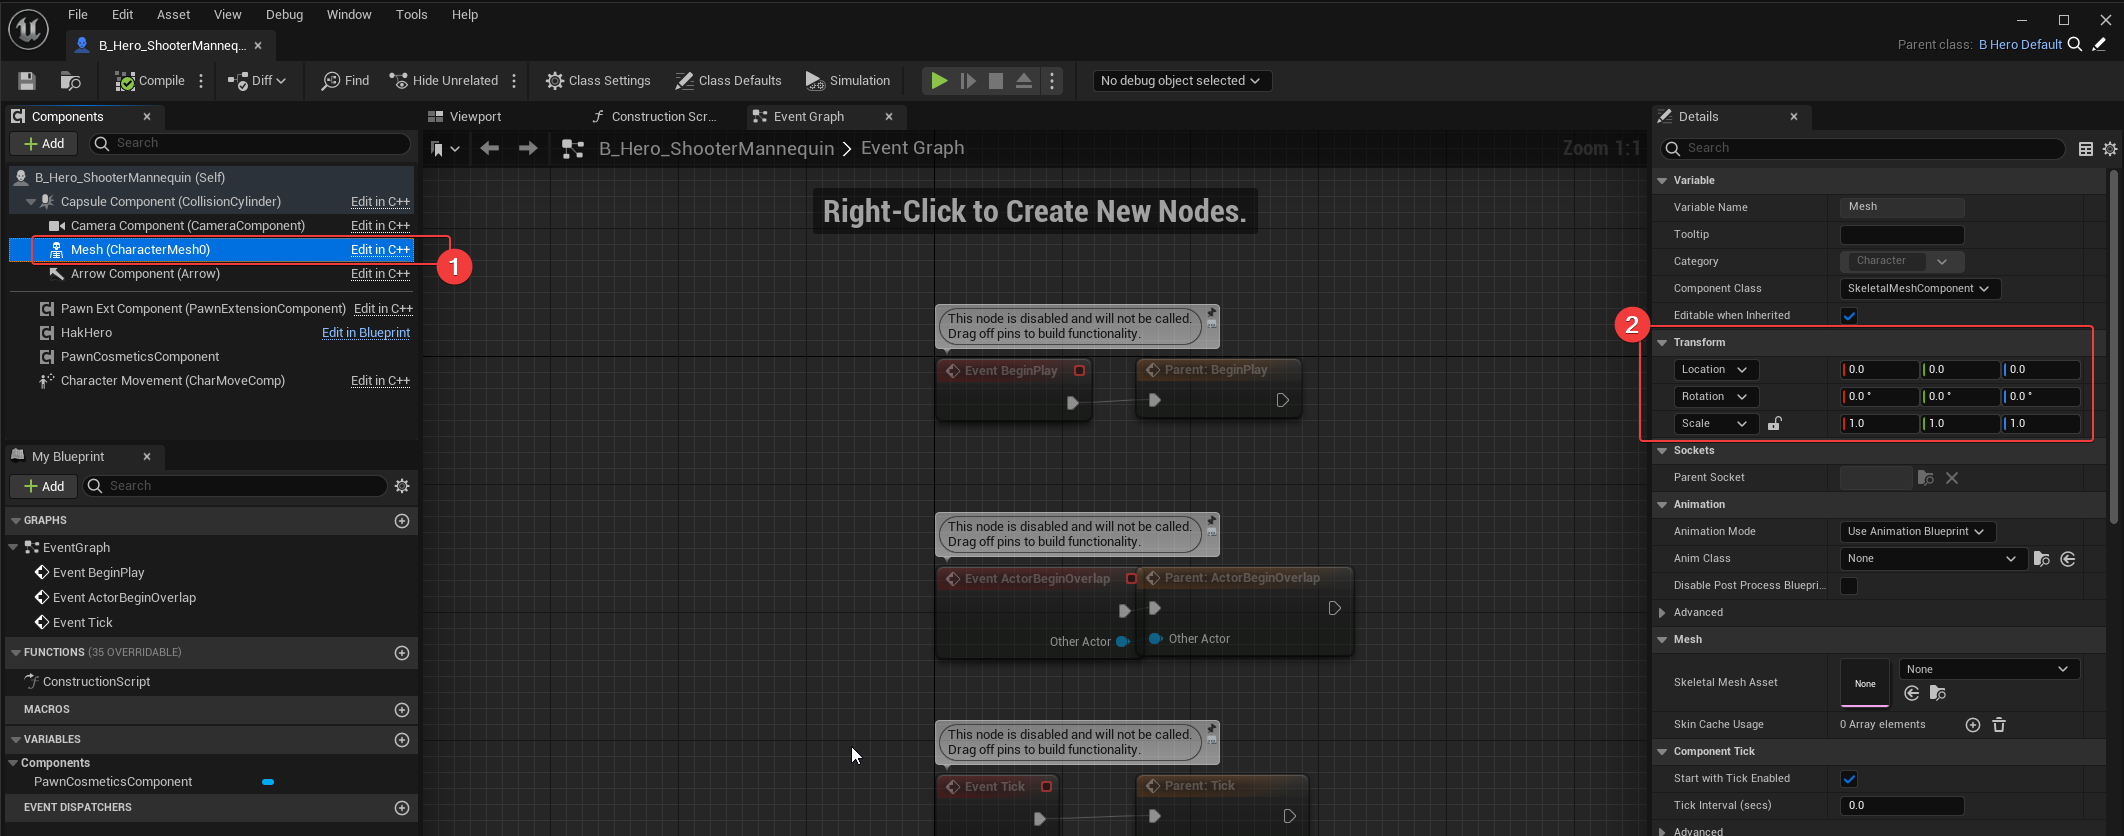 File Edit Asset View Debug Window Tools Help
B_Hero_ShooterManneq...
Parent class: B Hero Default
Compile Diff Find Hide Unrelated Class Settings Class Defaults Simulation No debug object selected
Components
Add Search
B_Hero_ShooterMannequin (Self)
Capsule Component (CollisionCylinder) Edit in C++
Camera Component (CameraComponent) Edit in C++
Mesh (CharacterMesh0) Edit in C++
1
Arrow Component (Arrow) Edit in C++
Pawn Ext Component (PawnExtensionComponent) Edit in C++
HakHero Edit in Blueprint
PawnCosmeticsComponent
Character Movement (CharMoveComp) Edit in C++
My Blueprint
Add Search
GRAPHS
EventGraph
Event BeginPlay
Event ActorBeginOverlap
Event Tick
FUNCTIONS (35 OVERRIDABLE)
ConstructionScript
MACROS
VARIABLES
Components
PawnCosmeticsComponent
EVENT DISPATCHERS
Viewport Construction Scr... Event Graph
B_Hero_ShooterMannequin > Event Graph Zoom 1:1
Right-Click to Create New Nodes.
This node is disabled and will not be called.
Drag off pins to build functionality.
Event BeginPlay Parent: BeginPlay
This node is disabled and will not be called.
Drag off pins to build functionality.
Event ActorBeginOverlap Parent: ActorBeginOverlap
Other Actor Other Actor
This node is disabled and will not be called.
Drag off pins to build functionality.
Event Tick Parent: Tick
Details
Search
Variable
Variable Name Mesh
Tooltip
Category Character
Component Class SkeletalMeshComponent
Editable when Inherited
2
Transform
Location 0.0 0.0 0.0
Rotation 0.0 ° 0.0 ° 0.0 °
Scale 1.0 1.0 1.0
Sockets
Parent Socket
Animation
Animation Mode Use Animation Blueprint
Anim Class None
Disable Post Process Bluepri...
Advanced
Mesh
Skeletal Mesh Asset None None
Skin Cache Usage 0 Array elements
Component Tick
Start with Tick Enabled
Tick Interval (secs) 0.0
Advanced